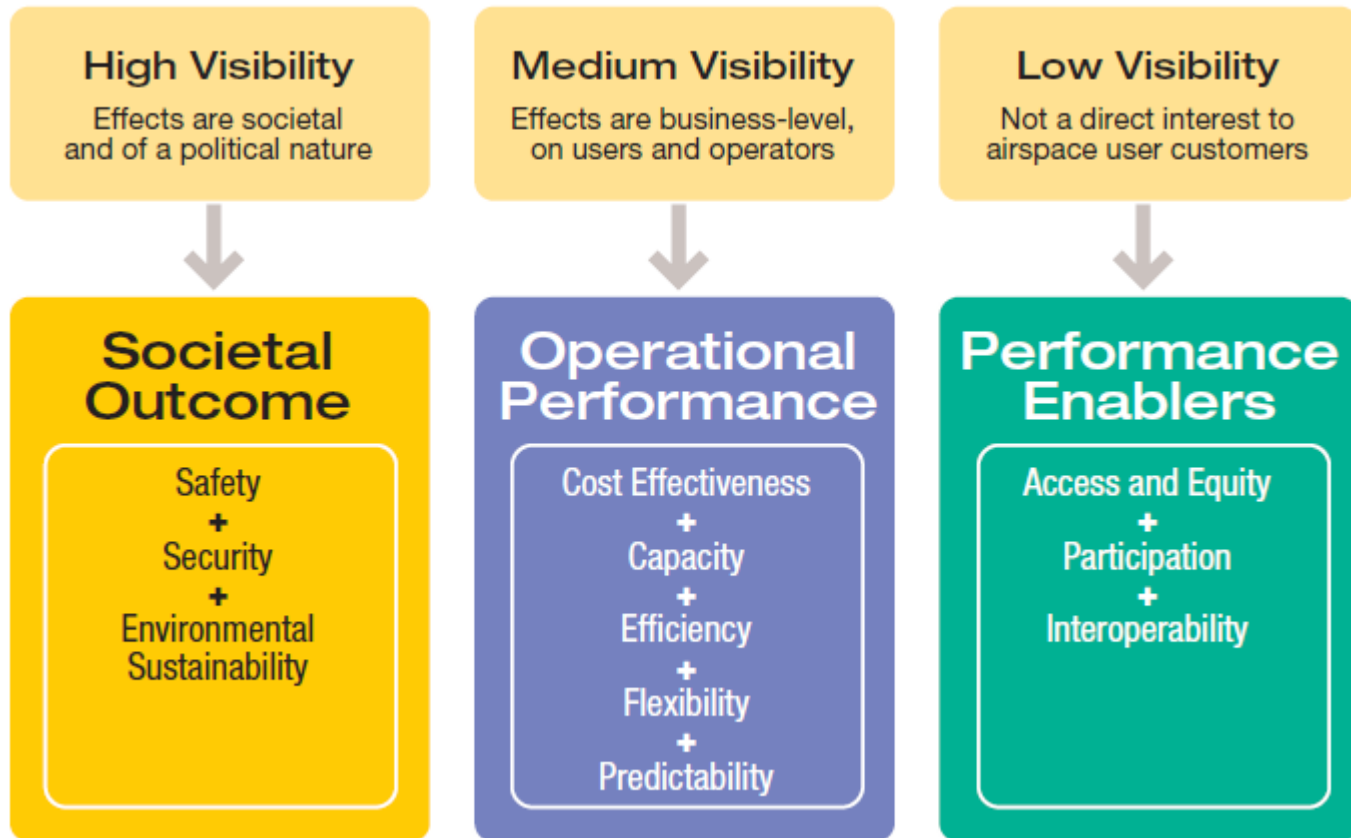 High Visibility
Effects are societal
and of a political nature
Medium Visibility
Effects are business-level,
on users and operators
Low Visibility
Not a direct interest to
airspace user customers
Societal
Outcome
Safety
+
Security
+
Environmental
Sustainability
Operational
Performance
Cost Effectiveness
+
Capacity
+
Efficiency
+
Flexibility
+
Predictability
Performance
Enablers
Access and Equity
+
Participation
+
Interoperability